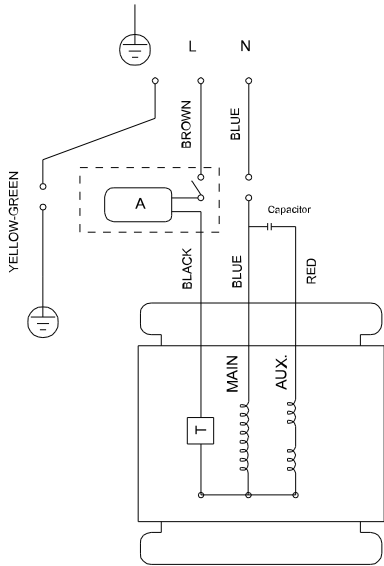 L
N
BROWN
BLUE
YELLOW-GREEN
A
Capacitor
BLACK
BLUE
RED
MAIN
AUX.
T